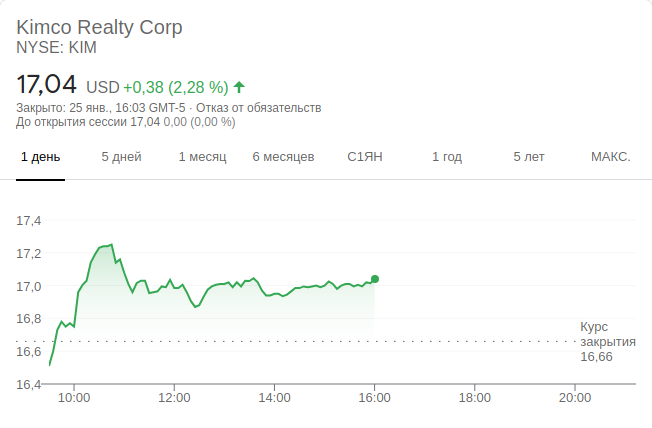 Kimco Realty Corp
NYSE: KIM
17,04 USD +0,38 (2,28 %)
Закрыто: 25 янв., 16:03 GMT-5 · Отказ от обязательств
До открытия сессии 17,04 0,00 (0,00 %)
1 день 5 дней 1 месяц 6 месяцев С1ЯН 1 год 5 лет МАКС.
17,4
17,2
17,0
16,8
16,6
16,4
Курс
закрытия
16,66
10:00 12:00 14:00 16:00 18:00 20:00